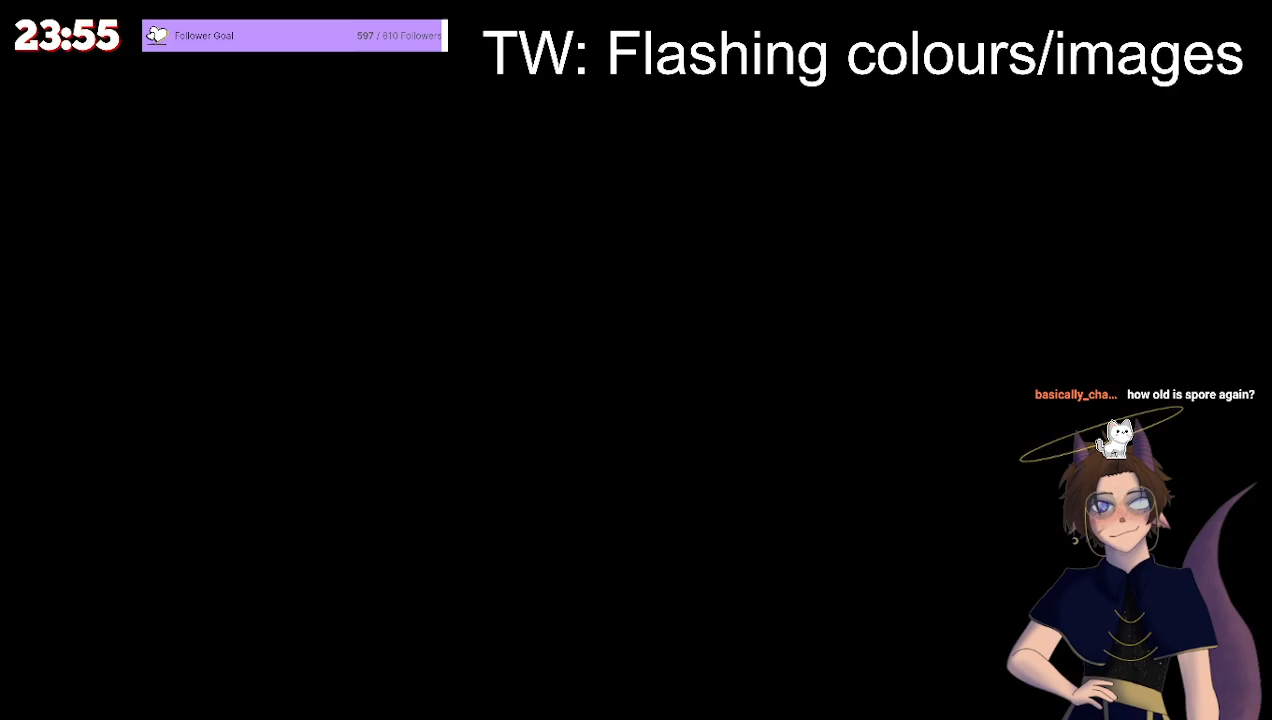 23:55
Follower Goal
597 / 610 Followers
TW: Flashing colours/images
basically_cha... how old is spore again?